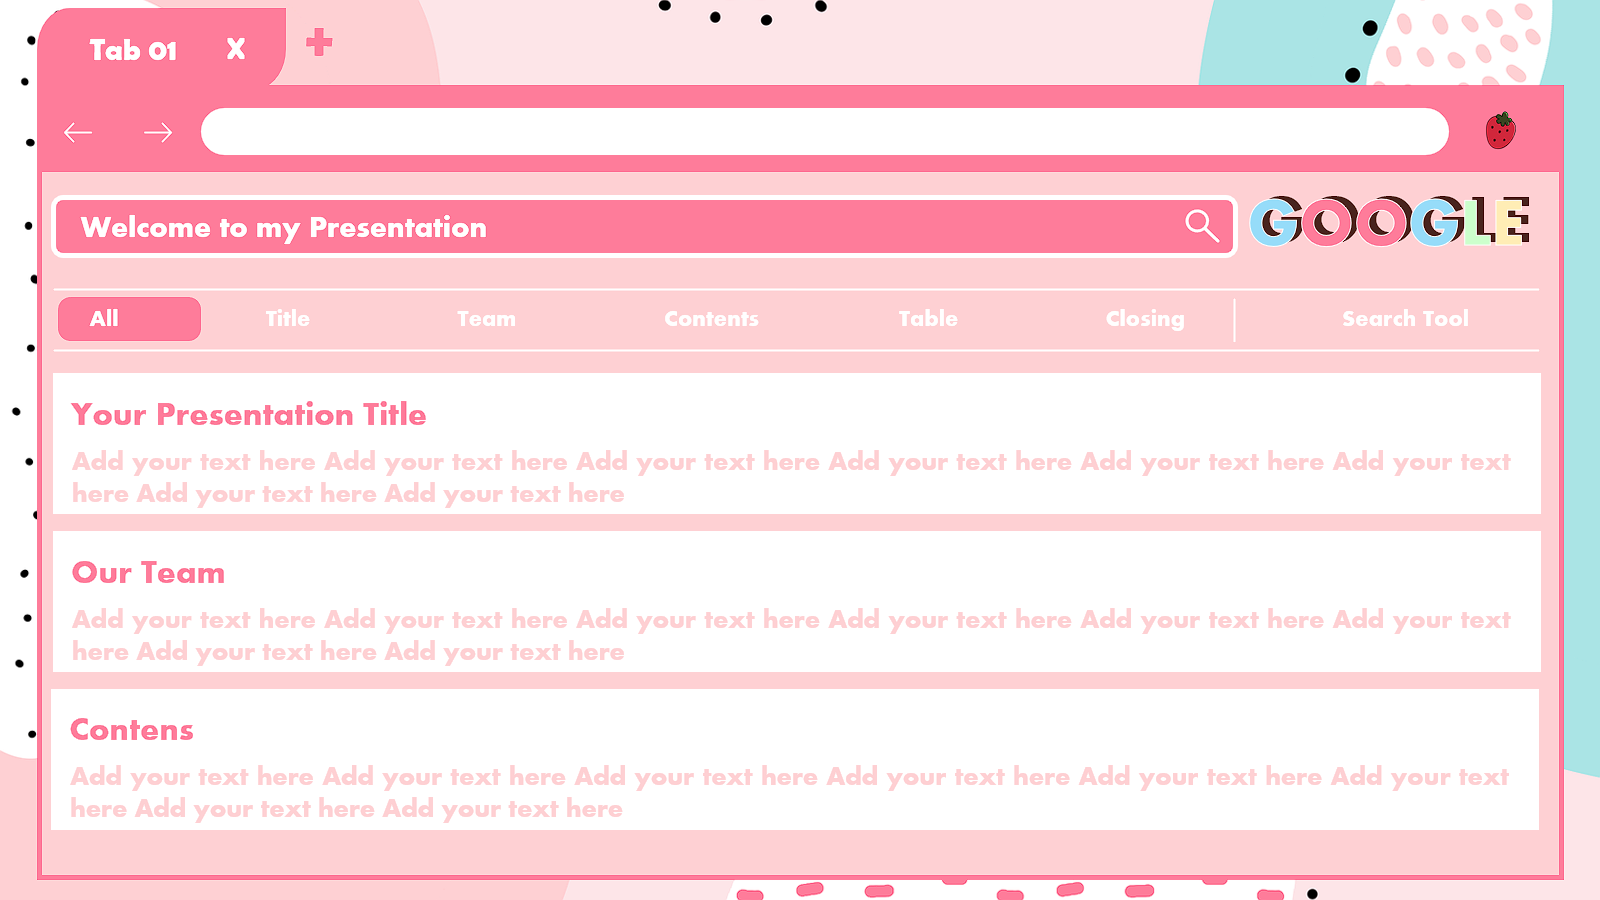 Tab 01 X
Welcome to my Presentation
GOOGLE
All Title Team Contents Table Closing Search Tool
Your Presentation Title
Add your text here Add your text here Add your text here Add your text here Add your text here Add your text
here Add your text here Add your text here
Our Team
Add your text here Add your text here Add your text here Add your text here Add your text here Add your text
here Add your text here Add your text here
Contens
Add your text here Add your text here Add your text here Add your text here Add your text here Add your text
here Add your text here Add your text here